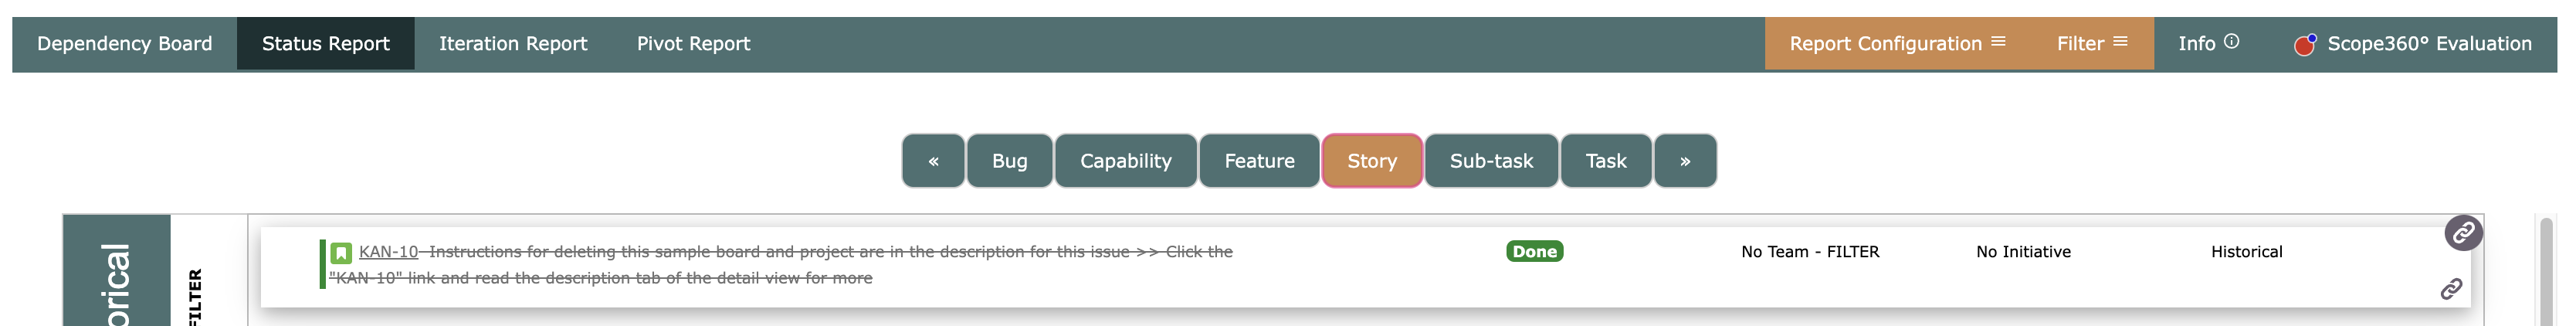 Dependency Board Status Report Iteration Report Pivot Report Report Configuration Filter Info Scope360° Evaluation
« Bug Capability Feature Story Sub-task Task »
orical
FILTER
KAN-10 Instructions for deleting this sample board and project are in the description for this issue >> Click the
"KAN-10" link and read the description tab of the detail view for more
Done No Team - FILTER No Initiative Historical